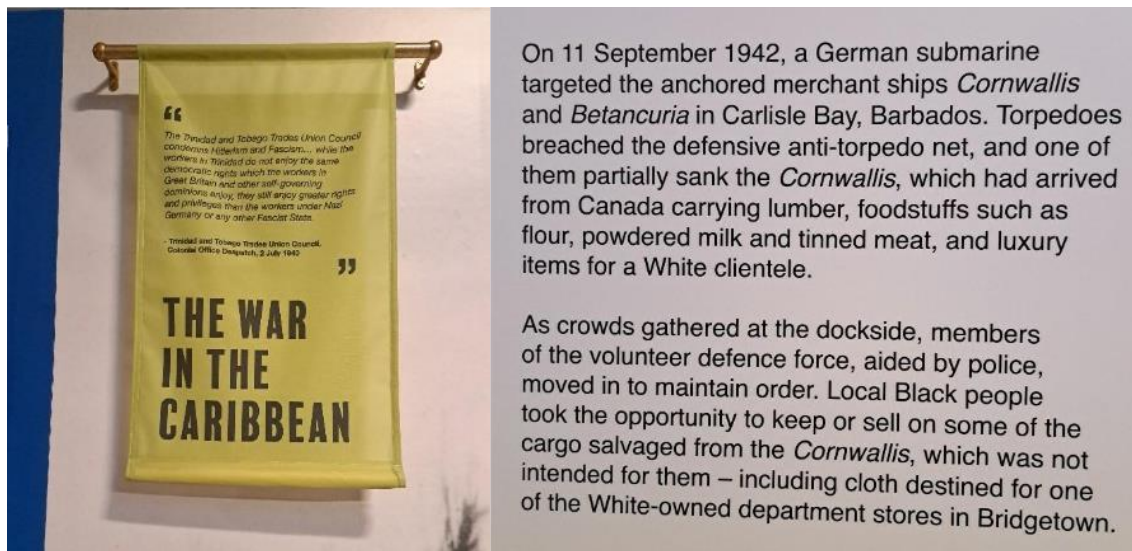 “
The Trinidad and Tobago Trades Union Council
condemns Hitlerism and Fascism... while the
workers in Trinidad do not enjoy the same
democratic rights which the workers in
Great Britain and other self-governing
dominions enjoy, they still enjoy greater rights
and privileges than the workers under Nazi
Germany or any other Fascist State.
- Trinidad and Tobago Trades Union Council,
Colonial Office Despatch, 2 July 1940
”
THE WAR
IN THE
CARIBBEAN
On 11 September 1942, a German submarine
targeted the anchored merchant ships Cornwallis
and Betancuria in Carlisle Bay, Barbados. Torpedoes
breached the defensive anti-torpedo net, and one of
them partially sank the Cornwallis, which had arrived
from Canada carrying lumber, foodstuffs such as
flour, powdered milk and tinned meat, and luxury
items for a White clientele.
As crowds gathered at the dockside, members
of the volunteer defence force, aided by police,
moved in to maintain order. Local Black people
took the opportunity to keep or sell on some of the
cargo salvaged from the Cornwallis, which was not
intended for them – including cloth destined for one
of the White-owned department stores in Bridgetown.